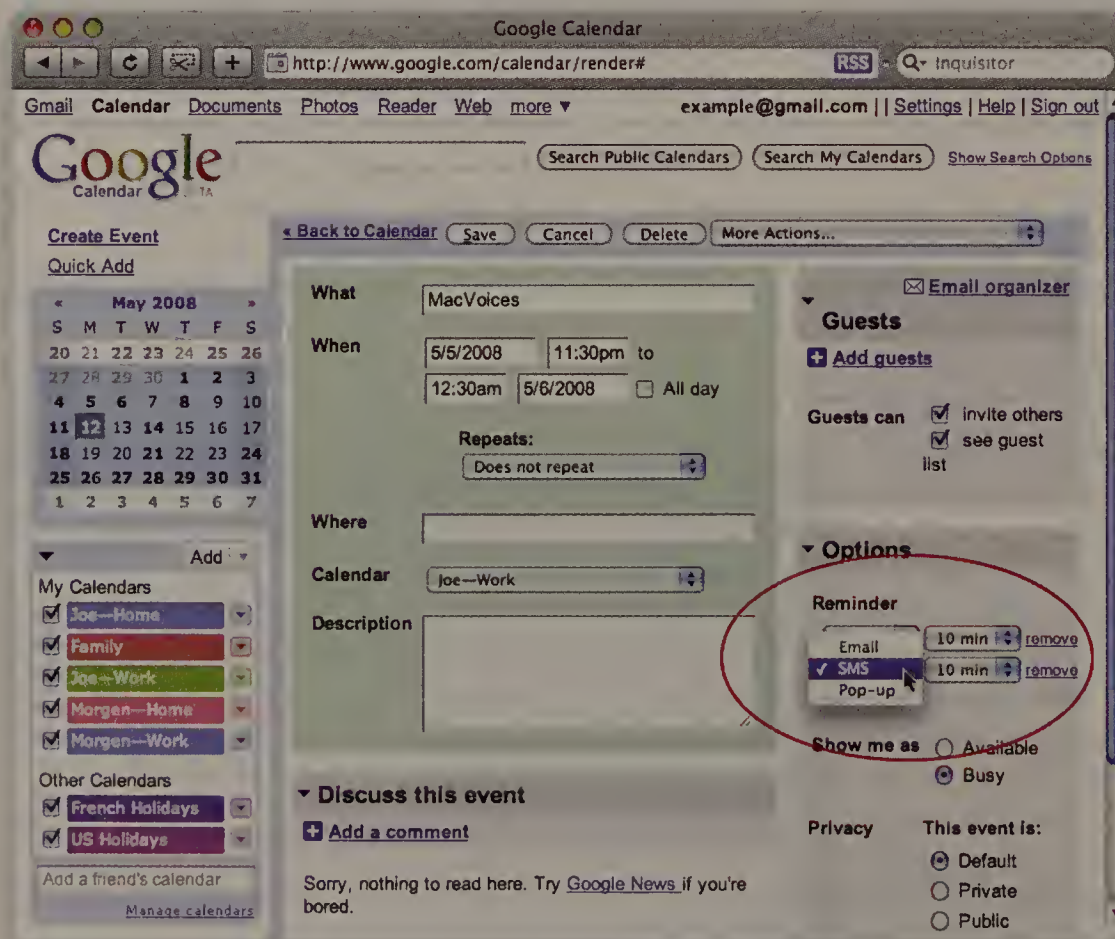 Google Calendar
http://www.google.com/calendar/render#
RSS
Inquisitor
Gmail Calendar Documents Photos Reader Web more ▼
example@gmail.com | | Settings | Help | Sign out
Google
Calendar
Search Public Calendars
Search My Calendars
Show Search Options
Create Event
Quick Add
« May 2008 »
S M T W T F S
20 21 22 23 24 25 26
27 28 29 30 1 2 3
4 5 6 7 8 9 10
11 12 13 14 15 16 17
18 19 20 21 22 23 24
25 26 27 28 29 30 31
1 2 3 4 5 6 7
Add
My Calendars
Joe—Home
Family
Joe—Work
Morgen—Home
Morgen—Work
Other Calendars
French Holidays
US Holidays
Add a friend's calendar
Manage calendars
« Back to Calendar Save Cancel Delete More Actions...
What MacVoices
When 5/5/2008 11:30pm to
12:30am 5/6/2008 All day
Repeats:
Does not repeat
Where
Calendar Joe—Work
Description
Discuss this event
Add a comment
Sorry, nothing to read here. Try Google News if you're
bored.
Email organizer
Guests
Add guests
Guests can invite others
see guest
list
Options
Reminder
Email 10 min remove
✓ SMS 10 min remove
Pop-up
Show me as Available
Busy
Privacy This event is:
Default
Private
Public